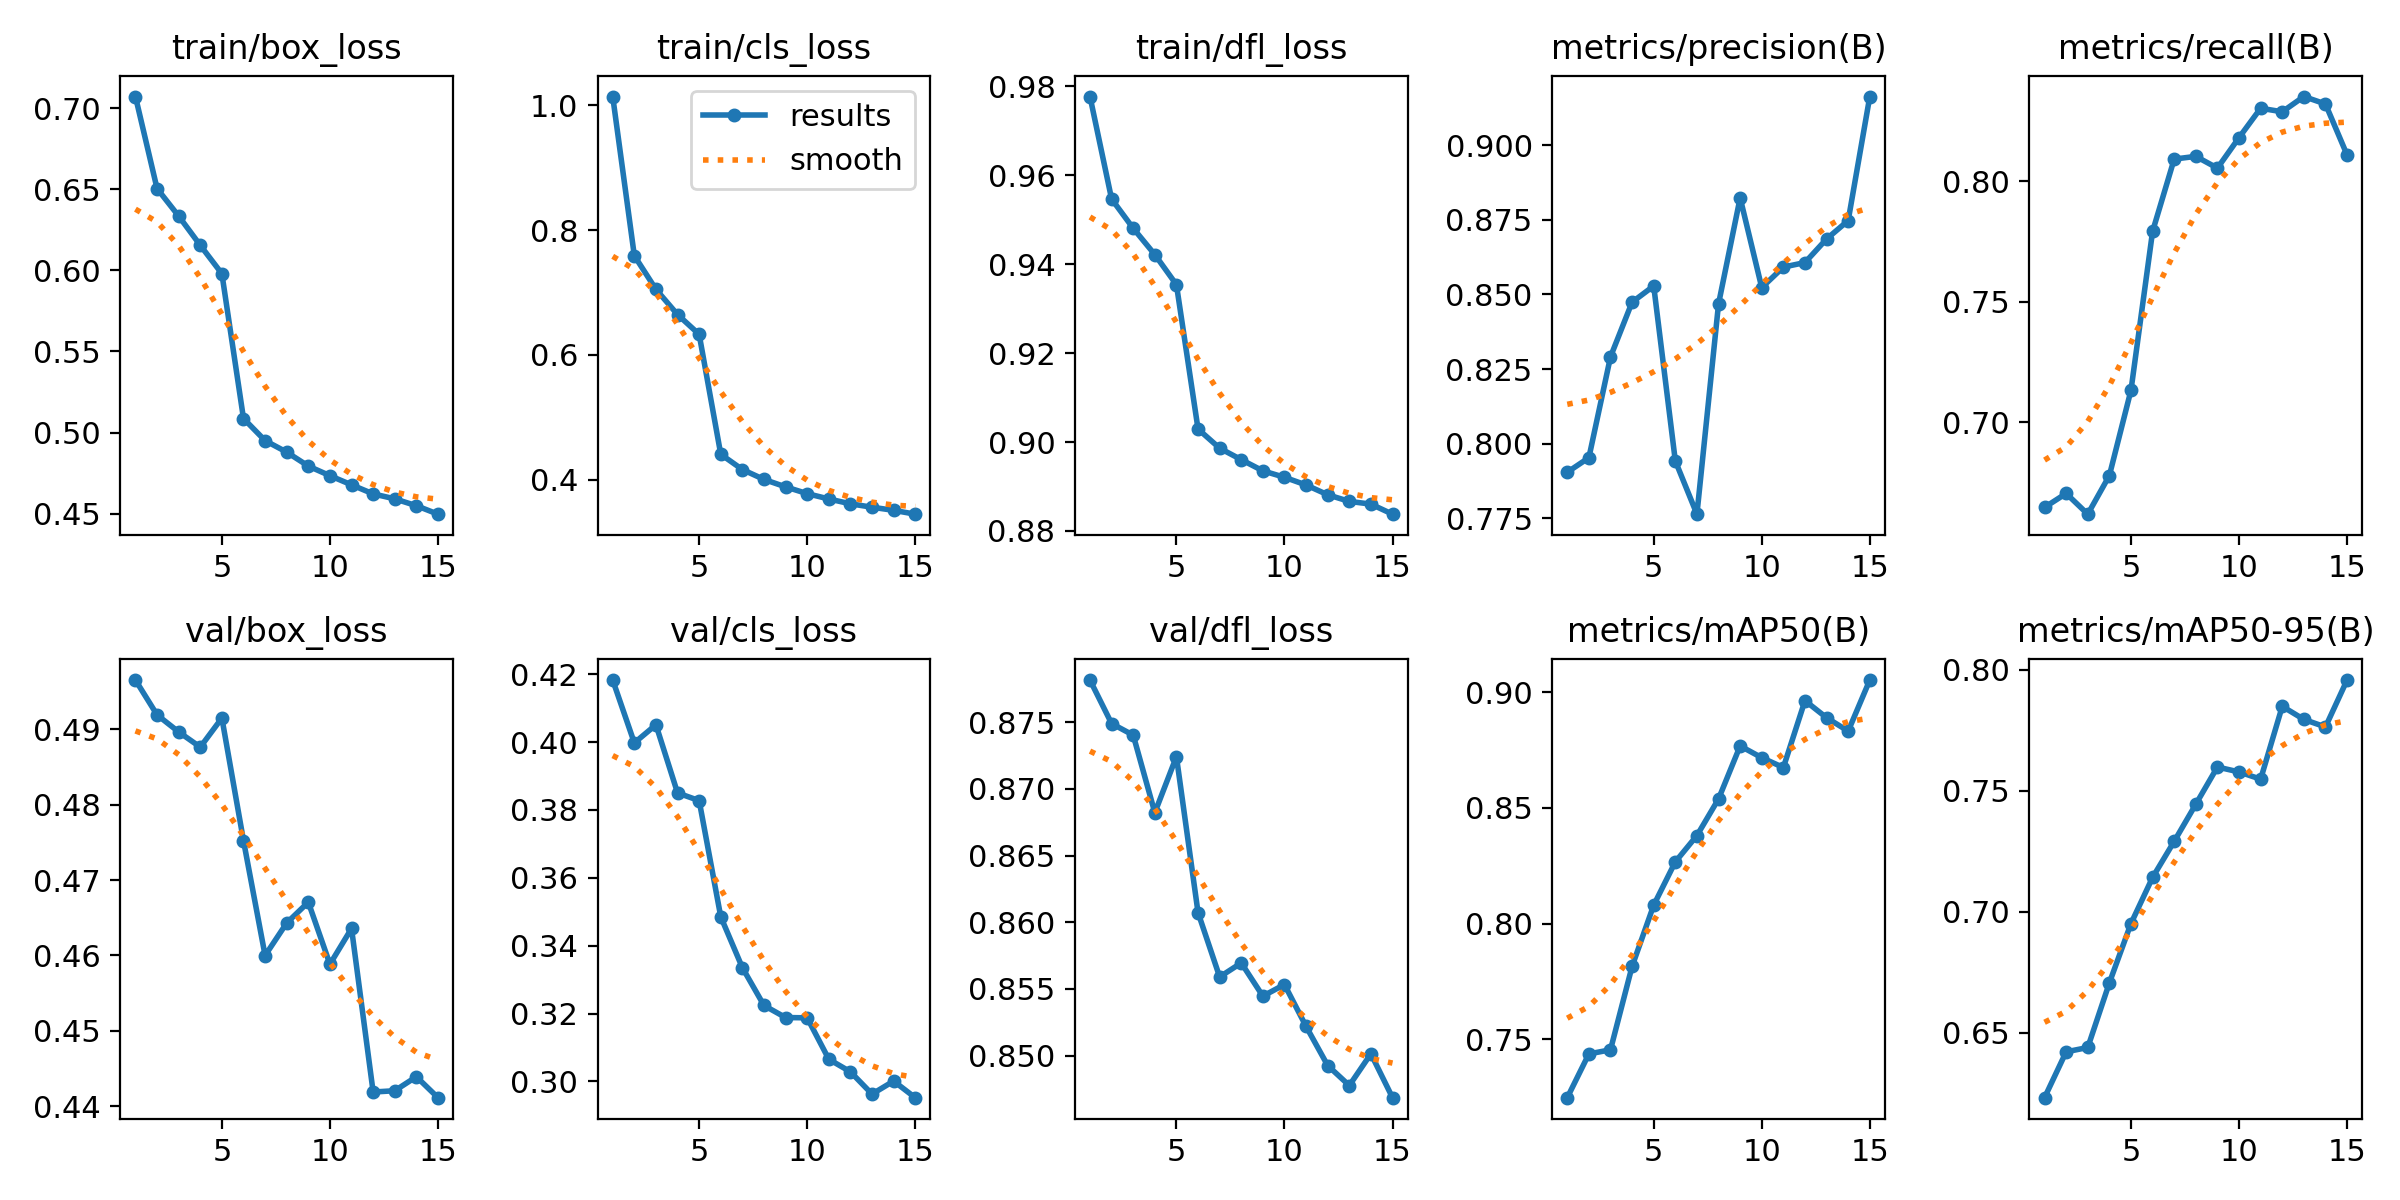 train/box_loss
0.70
0.65
0.60
0.55
0.50
0.45
5 10 15
train/cls_loss
results
smooth
1.0
0.8
0.6
0.4
5 10 15
train/dfl_loss
0.98
0.96
0.94
0.92
0.90
0.88
5 10 15
metrics/precision(B)
0.900
0.875
0.850
0.825
0.800
0.775
5 10 15
metrics/recall(B)
0.80
0.75
0.70
5 10 15
val/box_loss
0.49
0.48
0.47
0.46
0.45
0.44
5 10 15
val/cls_loss
0.42
0.40
0.38
0.36
0.34
0.32
0.30
5 10 15
val/dfl_loss
0.875
0.870
0.865
0.860
0.855
0.850
5 10 15
metrics/mAP50(B)
0.90
0.85
0.80
0.75
5 10 15
metrics/mAP50-95(B)
0.80
0.75
0.70
0.65
5 10 15